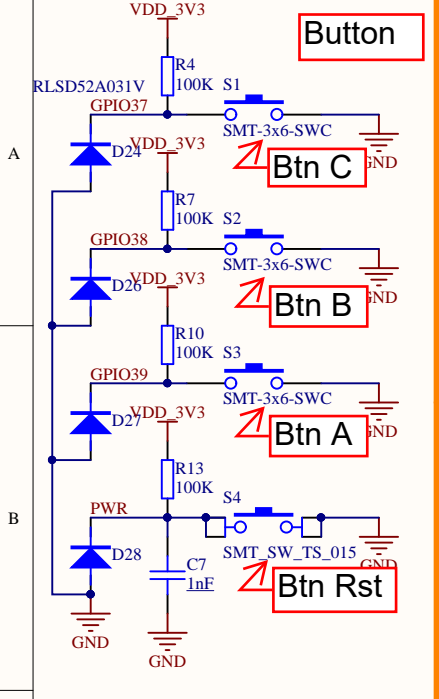 VDD_3V3
Button
R4
100K
S1
RLSD52A031V
GPIO37
SMT-3x6-SWC
A
D24
VDD_3V3
Btn C
GND
R7
100K
S2
GPIO38
SMT-3x6-SWC
D26
VDD_3V3
Btn B
GND
R10
100K
S3
GPIO39
SMT-3x6-SWC
D27
VDD_3V3
Btn A
GND
R13
100K
S4
B
PWR
D28
SMT_SW_TS_015
C7
1nF
GND
Btn Rst
GND
GND